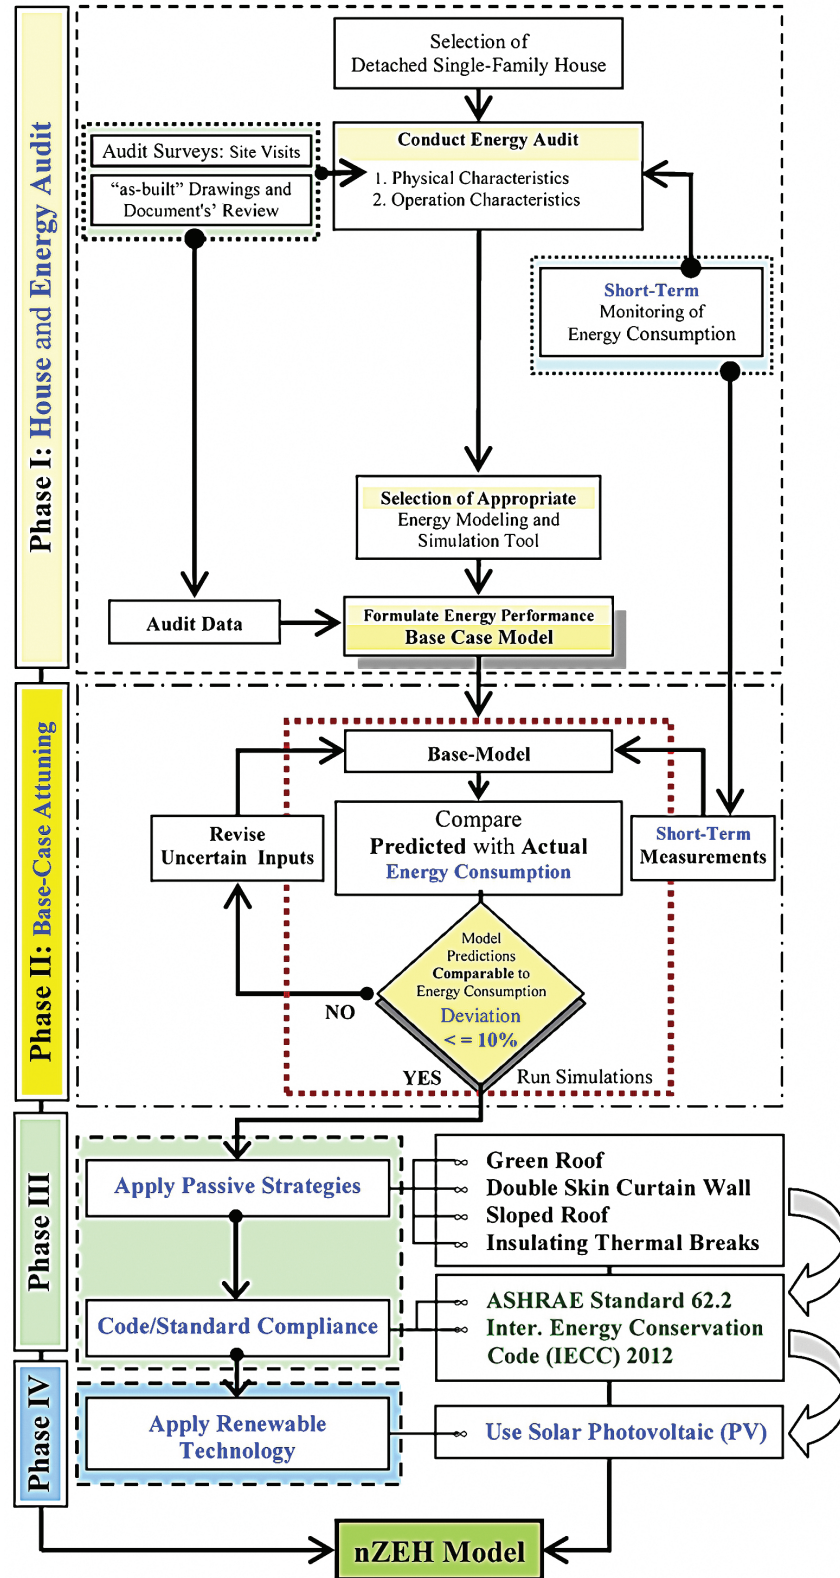 Phase I: House and Energy Audit
Selection of
Detached Single-Family House
Audit Surveys: Site Visits
"as-built" Drawings and
Document's' Review
Conduct Energy Audit
1. Physical Characteristics
2. Operation Characteristics
Short-Term
Monitoring of
Energy Consumption
Selection of Appropriate
Energy Modeling and
Simulation Tool
Audit Data
Formulate Energy Performance
Base Case Model
Phase II: Base-Case Attuning
Base-Model
Revise
Uncertain Inputs
Compare
Predicted with Actual
Energy Consumption
Short-Term
Measurements
Model
Predictions
Comparable to
Energy Consumption
Deviation
< = 10%
NO
YES
Run Simulations
Phase III
Apply Passive Strategies
Green Roof
Double Skin Curtain Wall
Sloped Roof
Insulating Thermal Breaks
Code/Standard Compliance
ASHRAE Standard 62.2
Inter. Energy Conservation
Code (IECC) 2012
Phase IV
Apply Renewable
Technology
Use Solar Photovoltaic (PV)
nZEH Model